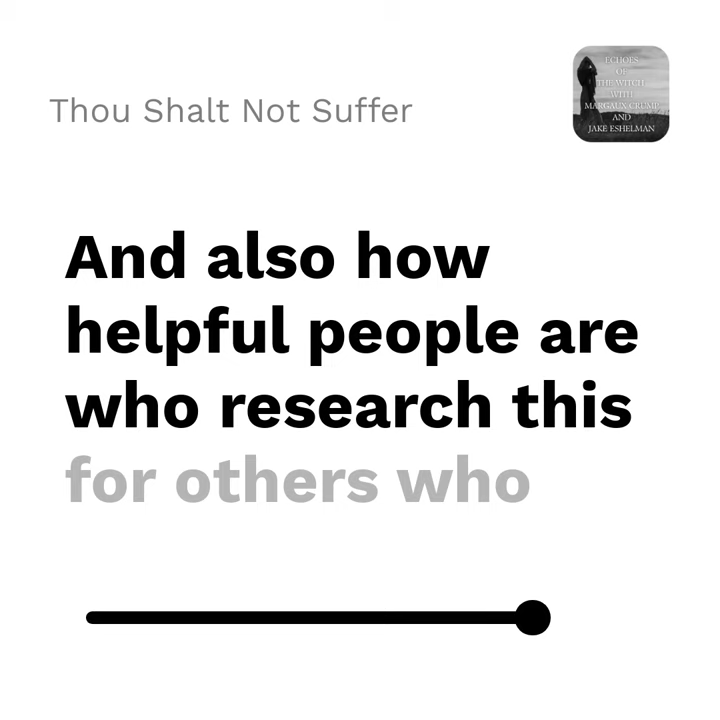 Thou Shalt Not Suffer
ECHOES
OF
THE WITCH
WITH
MARGAUX CRUMP
AND
JAKE ESHELMAN
And also how
helpful people are
who research this
for others who